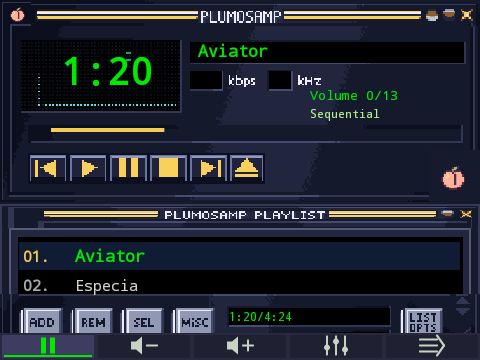 PLUMOSAMP
1:20
Aviator
kbps
kHz
Volume 0/13
Sequential
PLUMOSAMP PLAYLIST
01. Aviator
02. Especia
ADD REM SEL MiSC 1:20/4:24 LIST OPTS